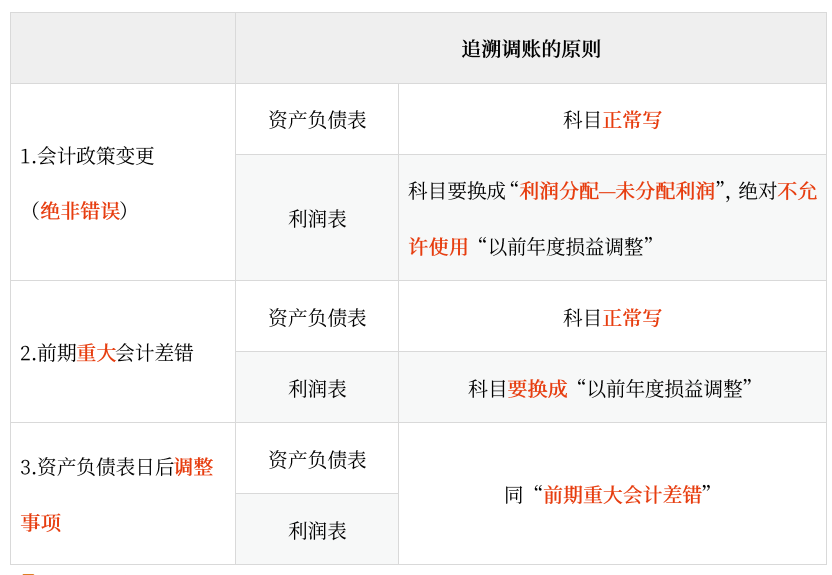 追溯调账的原则
1.会计政策变更
（绝非错误）
资产负债表
科目正常写
利润表
科目要换成“利润分配—未分配利润”，绝对不允
许使用“以前年度损益调整”
2.前期重大会计差错
资产负债表
科目正常写
利润表
科目要换成“以前年度损益调整”
3.资产负债表日后调整
事项
资产负债表
利润表
同“前期重大会计差错”